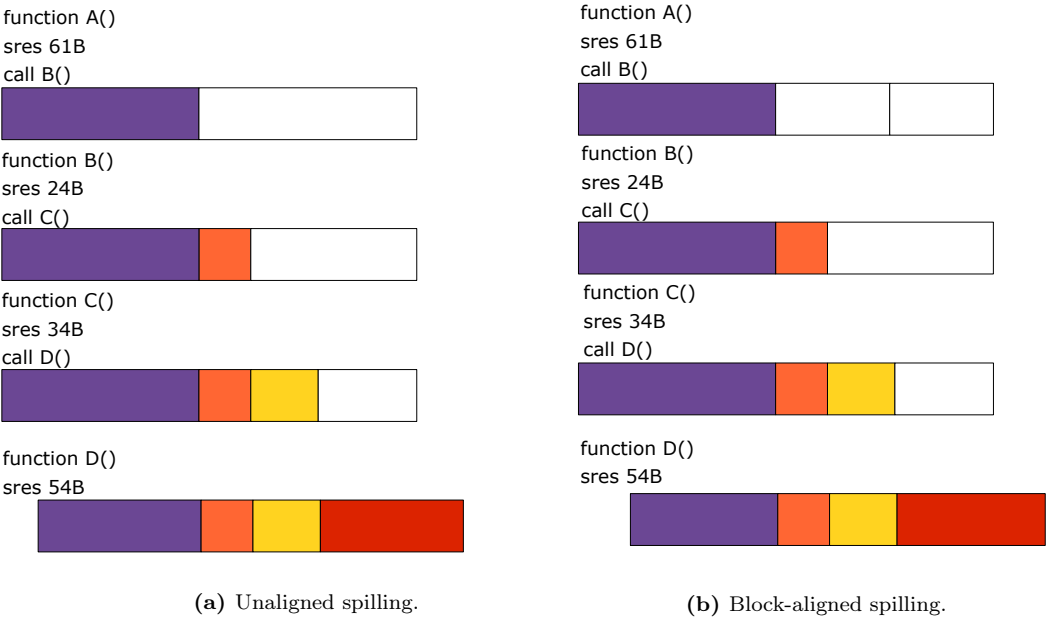 function A()
sres 61B
call B()
function B()
sres 24B
call C()
function C()
sres 34B
call D()
function D()
sres 54B
(a) Unaligned spilling.
function A()
sres 61B
call B()
function B()
sres 24B
call C()
function C()
sres 34B
call D()
function D()
sres 54B
(b) Block-aligned spilling.